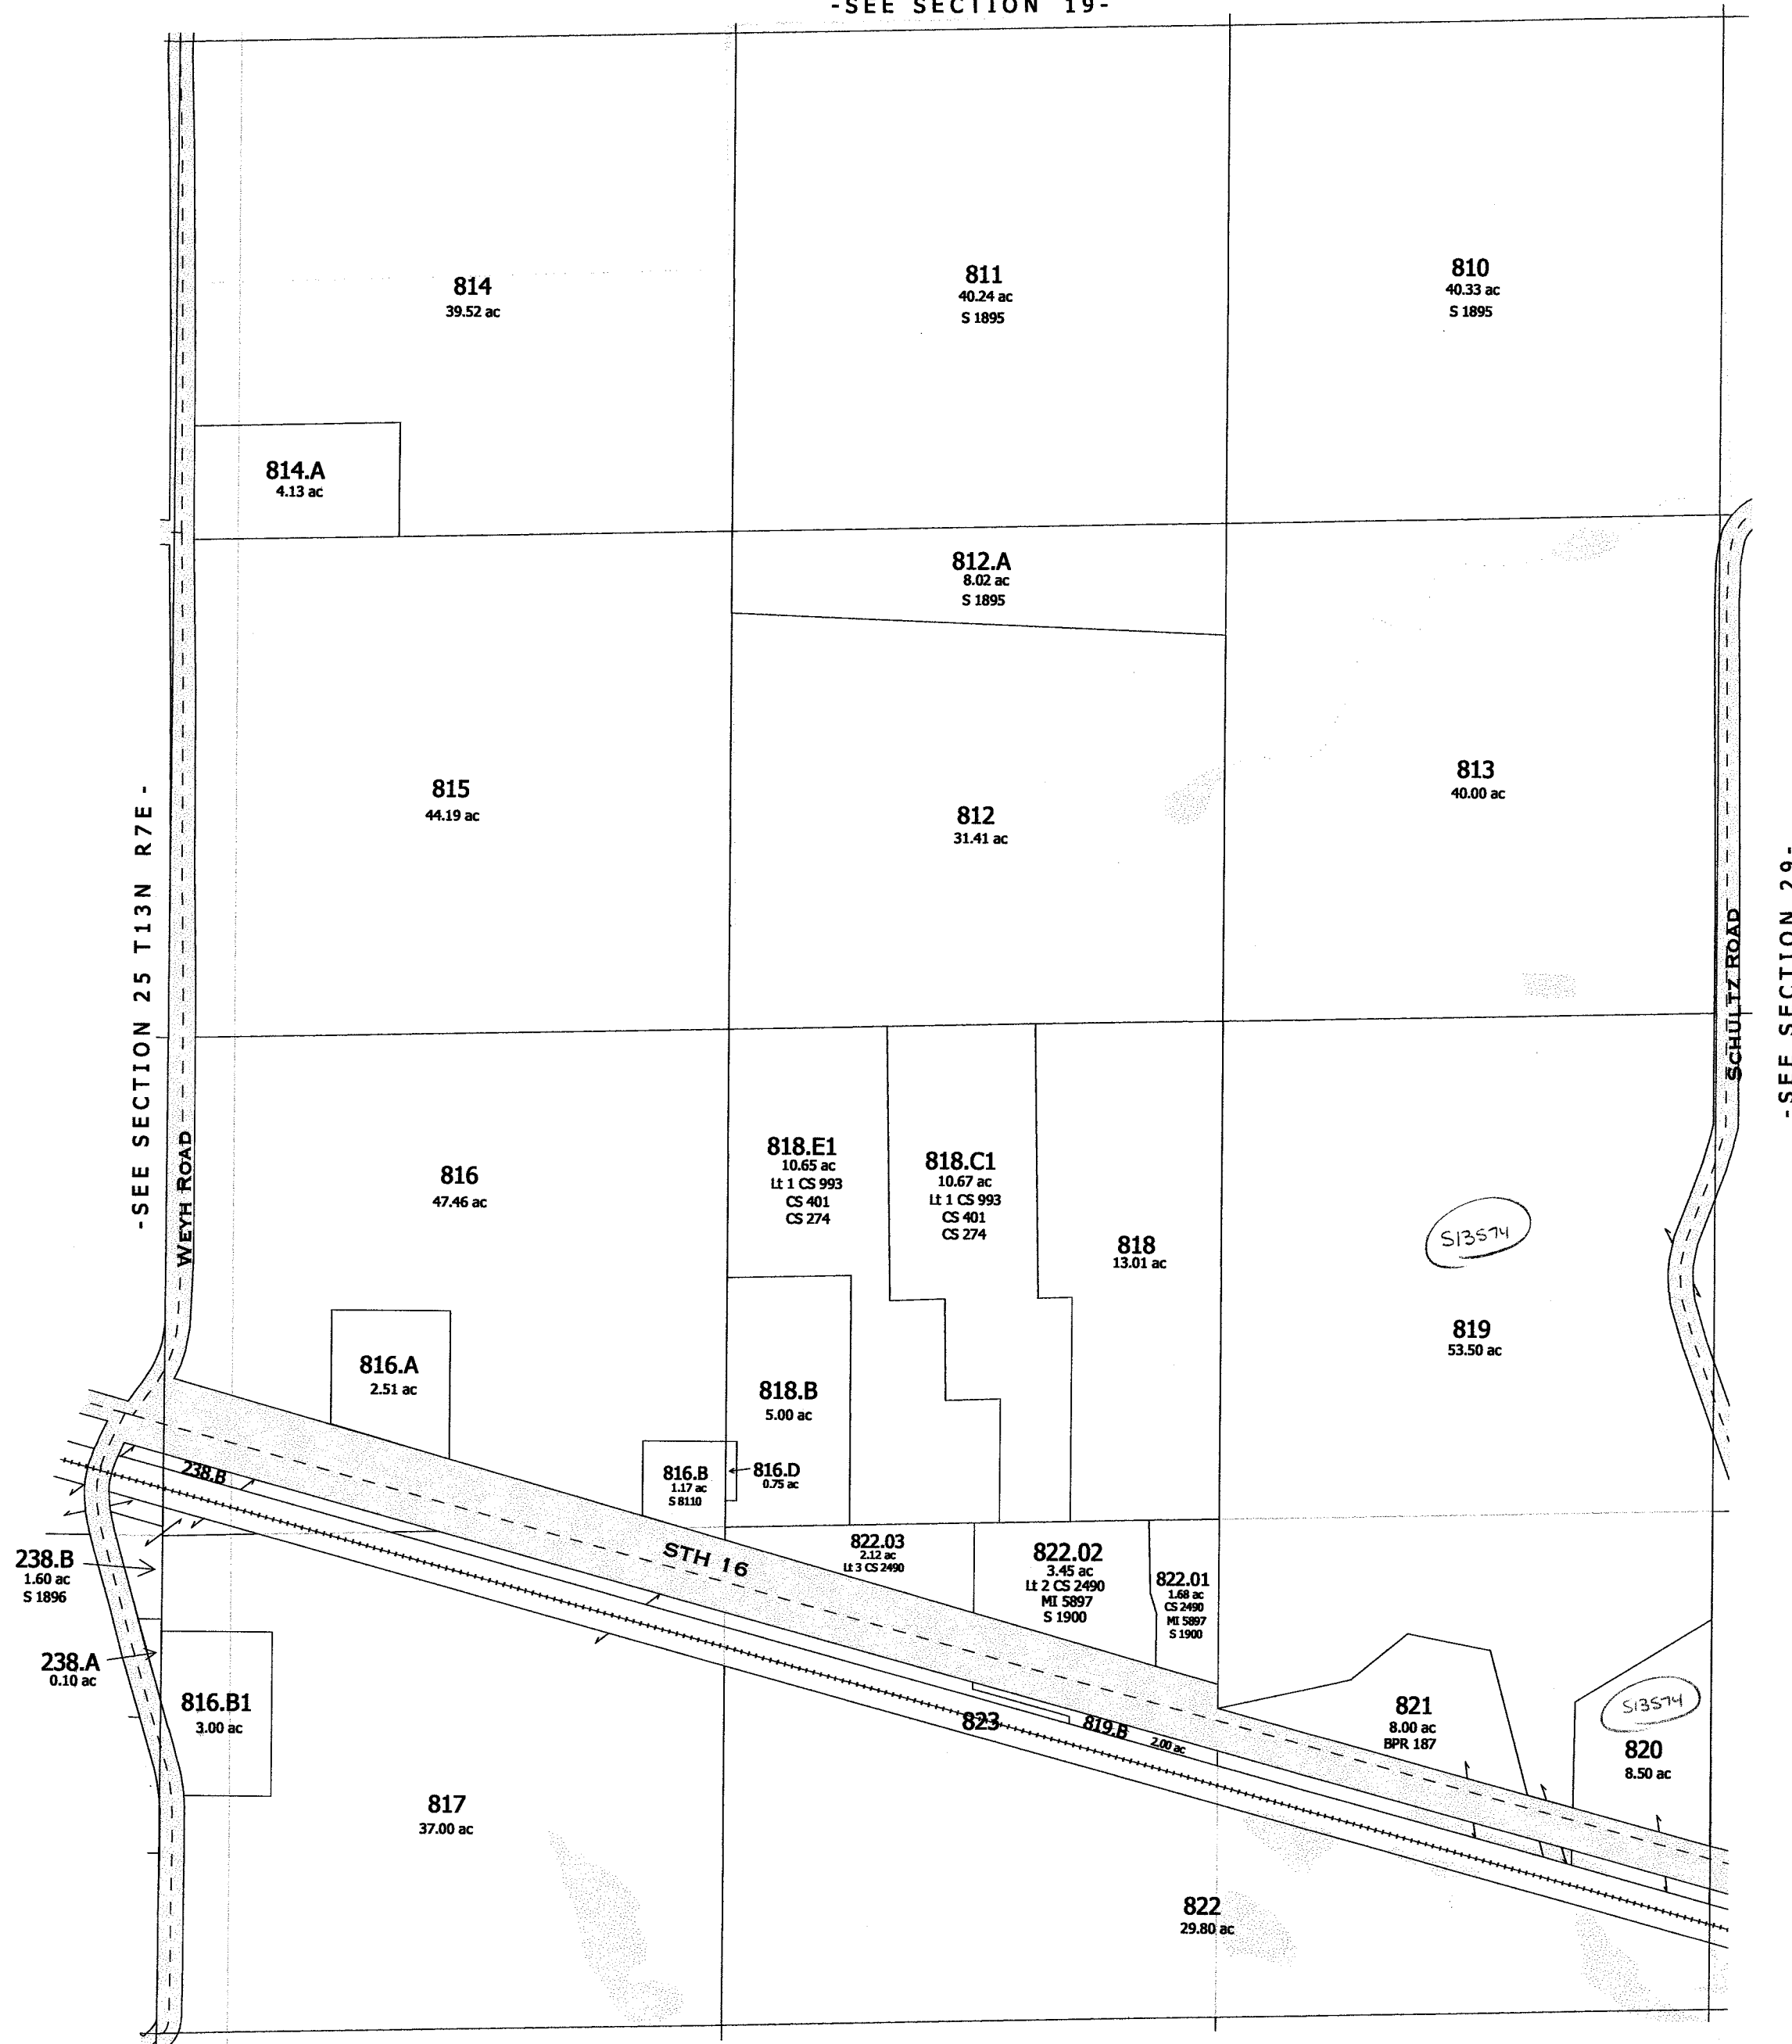 -SEE SECTION 19-
814
39.52 ac
811
40.24 ac
S 1895
810
40.33 ac
S 1895
814.A
4.13 ac
812.A
8.02 ac
S 1895
815
44.19 ac
812
31.41 ac
813
40.00 ac
-SEE SECTION 25 T13N R7E-
WEYH ROAD
SCHULTZ ROAD
-SEE SECTION 29-
816
47.46 ac
818.E1
10.65 ac
Lt 1 CS 993
CS 401
CS 274
818.C1
10.67 ac
Lt 1 CS 993
CS 401
CS 274
818
13.01 ac
S13574
819
53.50 ac
816.A
2.51 ac
818.B
5.00 ac
816.B
1.17 ac
S 8110
816.D
0.75 ac
238.B
STH 16
238.B
1.60 ac
S 1896
822.03
2.12 ac
Lt 3 CS 2490
822.02
3.45 ac
Lt 2 CS 2490
MI 5897
S 1900
822.01
1.68 ac
CS 2490
MI 5897
S 1900
238.A
0.10 ac
816.B1
3.00 ac
823
819.B
2.00 ac
821
8.00 ac
BPR 187
S13574
820
8.50 ac
817
37.00 ac
822
29.80 ac